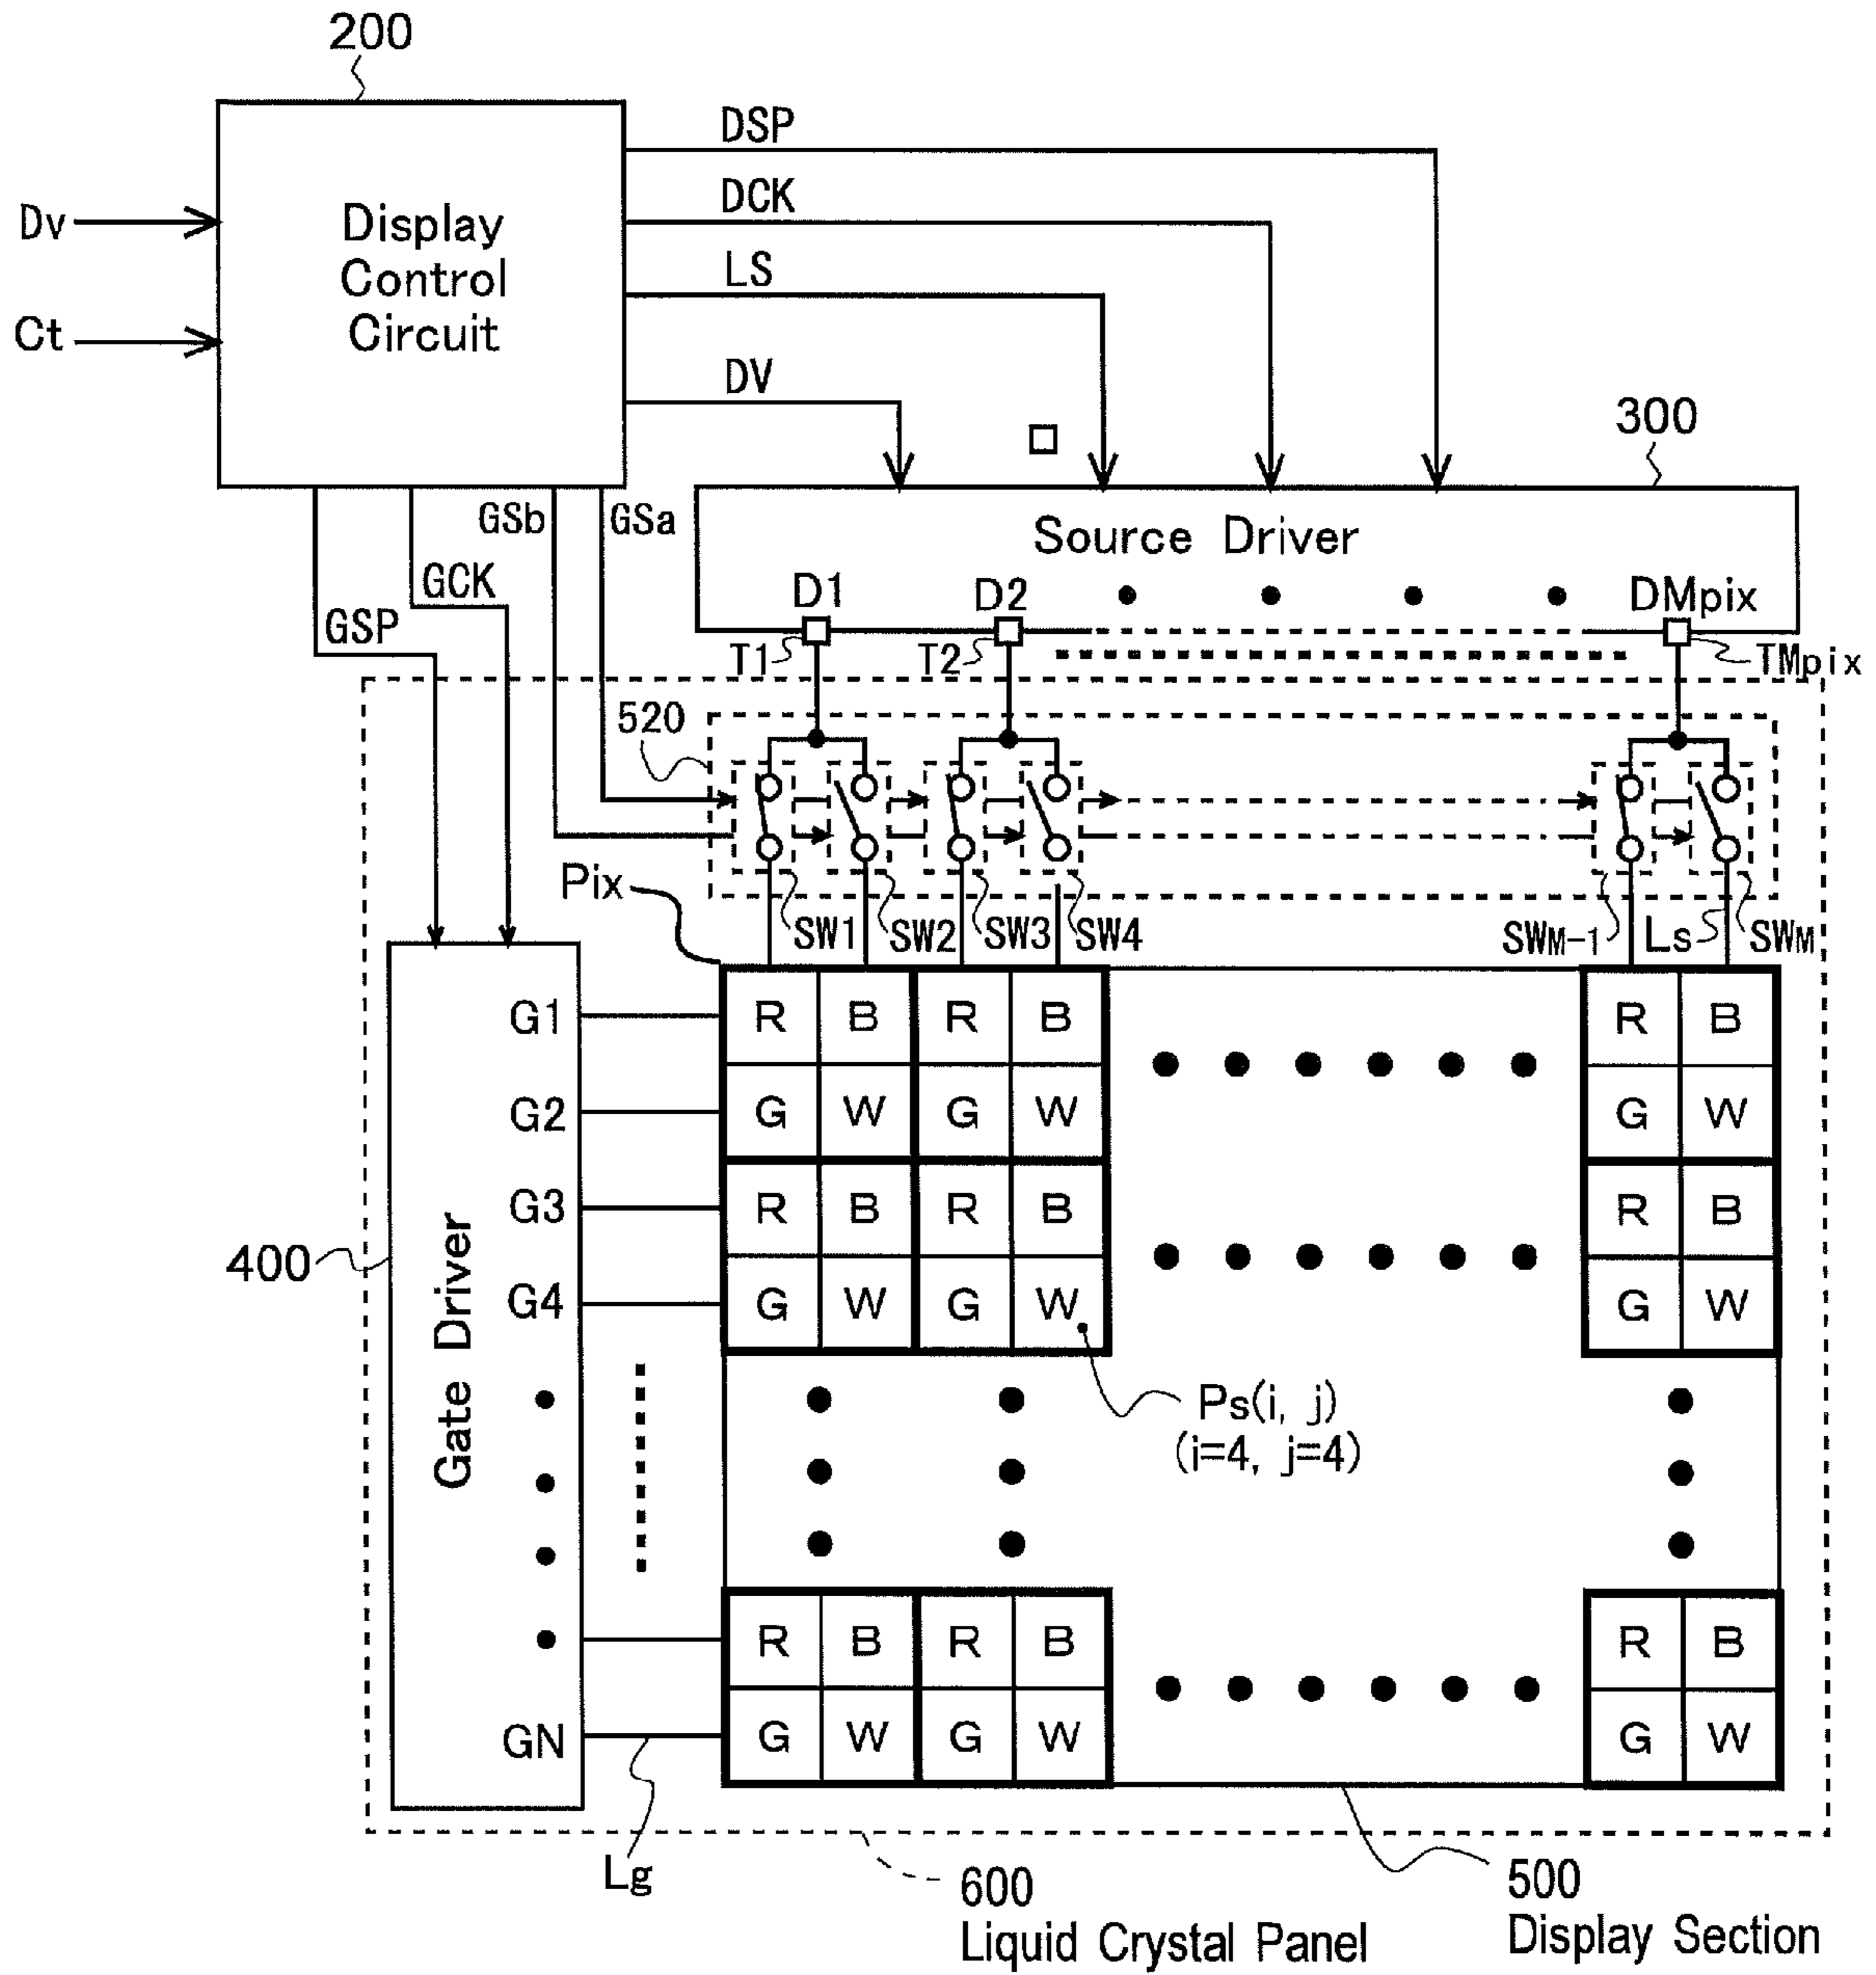 200
DSP
DCK
LS
DV
Dv
Ct
Display
Control
Circuit
300
GSb
GSa
GCK
GSP
Source Driver
D1
D2
DMpix
T1
T2
TMpix
520
Pix
SW1
SW2
SW3
SW4
SWM-1
Ls
SWM
G1
R B R B R B
G2
G W G W G W
G3
R B R B R B
400
Gate Driver
G4
G W G W G W
Ps(i, j)
(i=4, j=4)
R B R B R B
GN
G W G W G W
Lg
600
Liquid Crystal Panel
500
Display Section